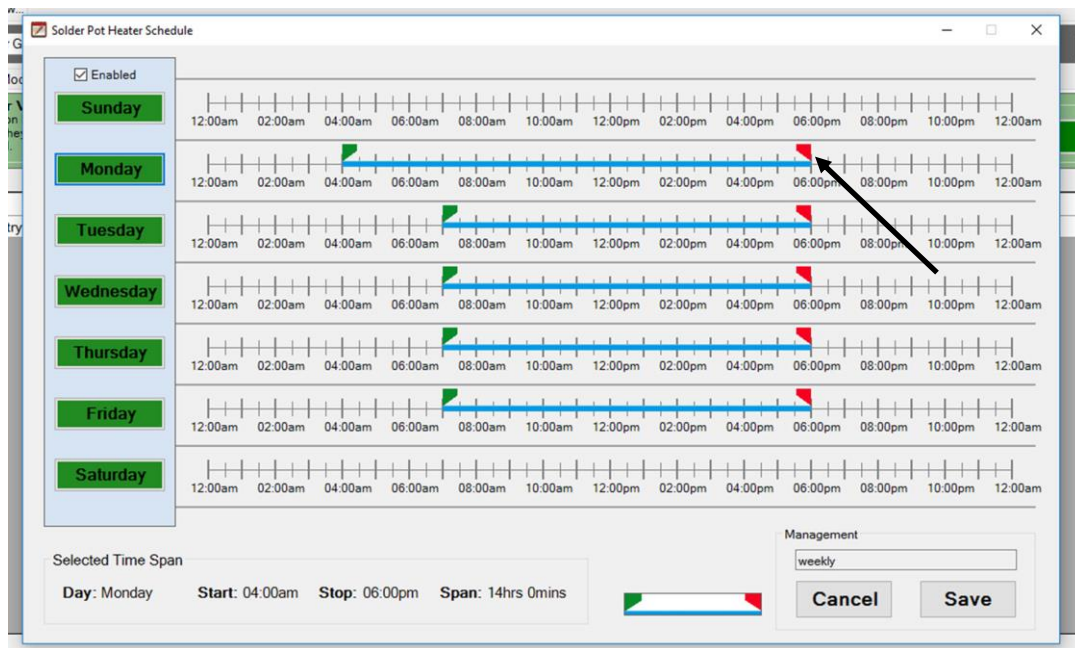 Solder Pot Heater Schedule
Enabled
Sunday
12:00am 02:00am 04:00am 06:00am 08:00am 10:00am 12:00pm 02:00pm 04:00pm 06:00pm 08:00pm 10:00pm 12:00am
Monday
12:00am 02:00am 04:00am 06:00am 08:00am 10:00am 12:00pm 02:00pm 04:00pm 06:00pm 08:00pm 10:00pm 12:00am
Tuesday
12:00am 02:00am 04:00am 06:00am 08:00am 10:00am 12:00pm 02:00pm 04:00pm 06:00pm 08:00pm 10:00pm 12:00am
Wednesday
12:00am 02:00am 04:00am 06:00am 08:00am 10:00am 12:00pm 02:00pm 04:00pm 06:00pm 08:00pm 10:00pm 12:00am
Thursday
12:00am 02:00am 04:00am 06:00am 08:00am 10:00am 12:00pm 02:00pm 04:00pm 06:00pm 08:00pm 10:00pm 12:00am
Friday
12:00am 02:00am 04:00am 06:00am 08:00am 10:00am 12:00pm 02:00pm 04:00pm 06:00pm 08:00pm 10:00pm 12:00am
Saturday
12:00am 02:00am 04:00am 06:00am 08:00am 10:00am 12:00pm 02:00pm 04:00pm 06:00pm 08:00pm 10:00pm 12:00am
Selected Time Span
Day: Monday Start: 04:00am Stop: 06:00pm Span: 14hrs 0mins
Management
weekly
Cancel Save